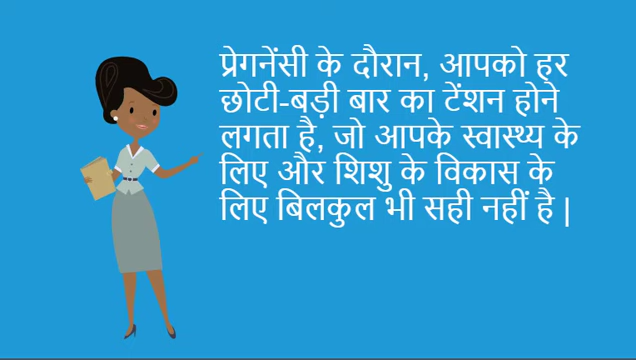 प्रेगनेंसी के दौरान, आपको हर
छोटी-बड़ी बार का टेंशन होने
लगता है, जो आपके स्वास्थ्य के
लिए और शिशु के विकास के
लिए बिलकुल भी सही नहीं है |